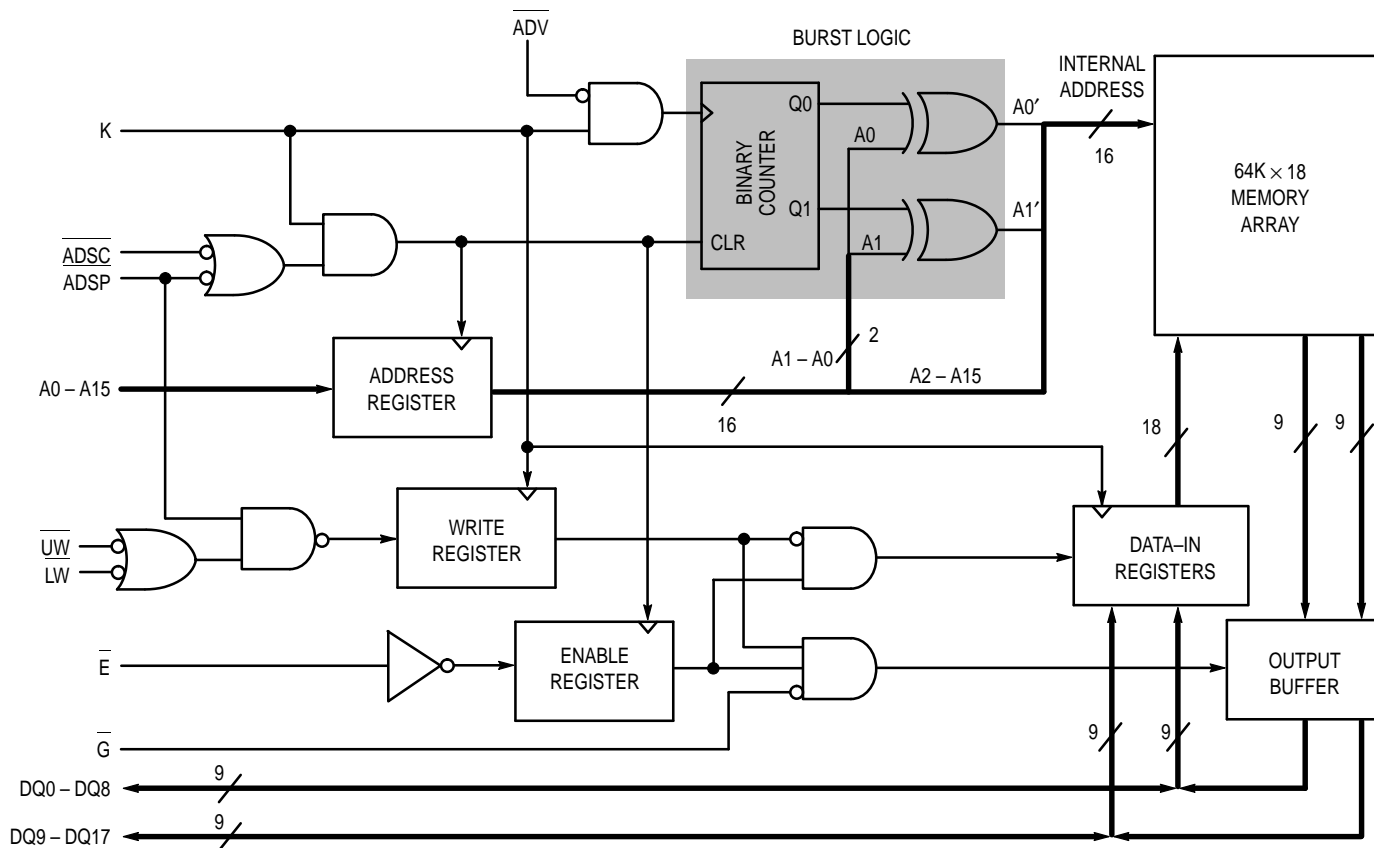 ADV
BURST LOGIC
INTERNAL
ADDRESS
K
BINARY
COUNTER
Q0
Q1
CLR
A0
A1
A0′
A1′
16
64K × 18
MEMORY
ARRAY
ADSC
ADSP
A0 – A15
ADDRESS
REGISTER
16
A1 – A0
2
A2 – A15
18
9
9
UW
LW
WRITE
REGISTER
DATA–IN
REGISTERS
E
ENABLE
REGISTER
OUTPUT
BUFFER
G
9
9
DQ0 – DQ8
9
DQ9 – DQ17
9